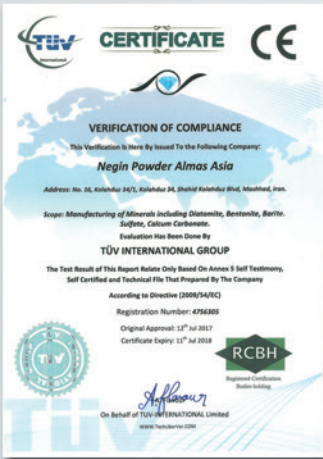 TÜV
International
CERTIFICATE
CE
VERIFICATION OF COMPLIANCE
This Verification Is Here By Issued To The Following Company:
Negin Powder Almas Asia
Address: No. 16, Kolahduz 34/1, Kolahduz 34, Shahid Kolahduz Blvd, Mashhad, Iran.
Scope: Manufacturing of Minerals including Diatomite, Bentonite, Barite.
Sulfate, Calcum Carbonate.
Evaluation Has Been Done By
TÜV INTERNATIONAL GROUP
The Test Result of This Report Relate Only Based On Annex 5 Self Testimony,
Self Certified and Technical File That Prepared By The Company
According to Directive (2009/54/EC)
Registration Number: 4756305
Original Approval: 12th Jul 2017
Certificate Expiry: 11th Jul 2018
TÜV
RCBH
Registered Certification
Bodies holding
On Behalf of TUV-INTERNATIONAL Limited